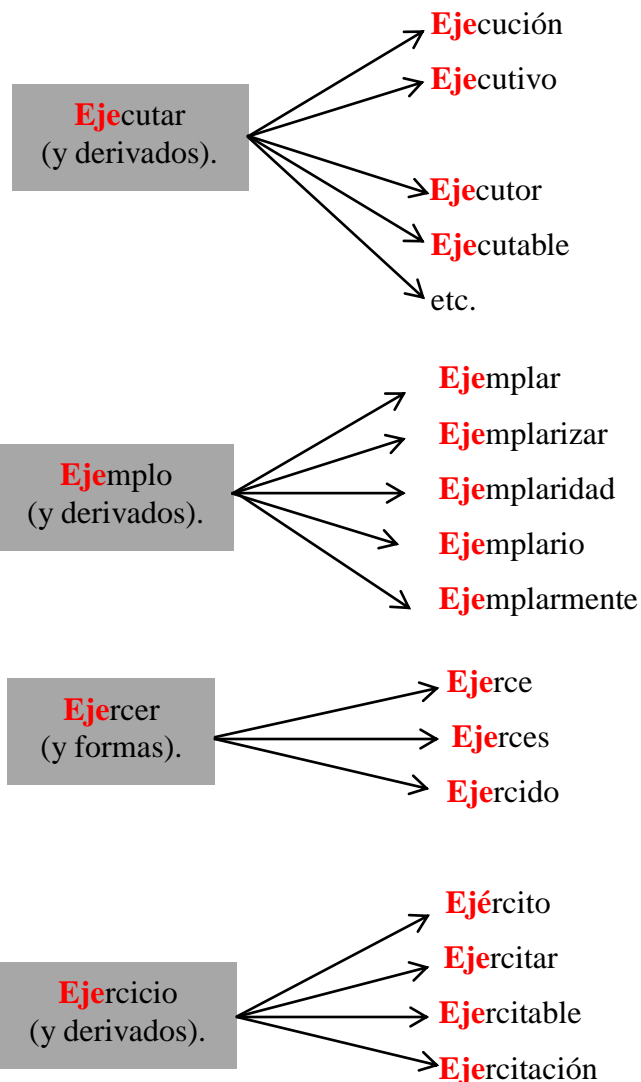 Ejecutar
(y derivados).
Ejecución
Ejecutivo
Ejecutor
Ejecutable
etc.
Ejemplo
(y derivados).
Ejemplar
Ejemplarizar
Ejemplaridad
Ejemplario
Ejemplarmente
Ejercer
(y formas).
Ejerce
Ejerces
Ejercido
Ejercicio
(y derivados).
Ejército
Ejercitar
Ejercitable
Ejercitación